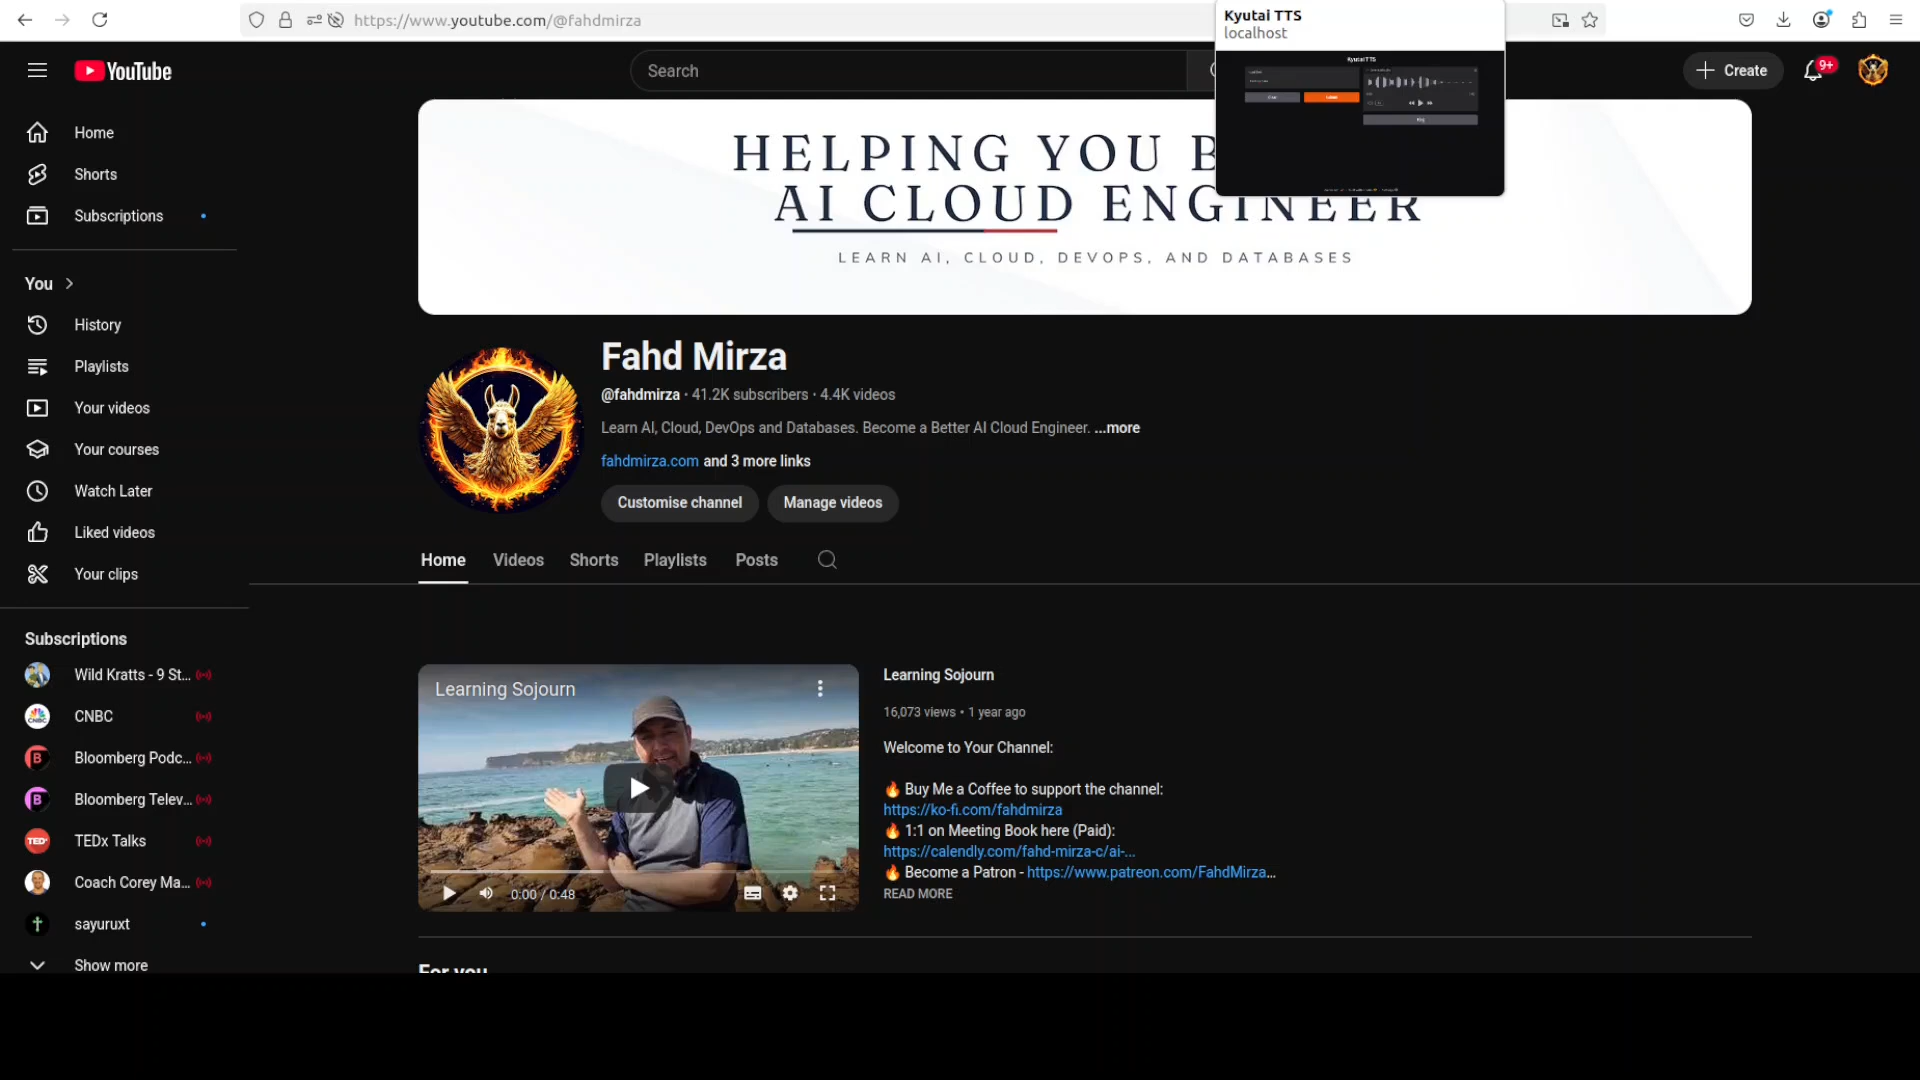 https://www.youtube.com/@fahdmirza
Kyutai TTS
localhost
Kyutai TTS
YouTube
Search
Create
9+
Home
Shorts
Subscriptions
You
History
Playlists
Your videos
Your courses
Watch Later
Liked videos
Your clips
Subscriptions
Wild Kratts - 9 St...
CNBC
Bloomberg Podc...
Bloomberg Telev...
TEDx Talks
Coach Corey Ma...
sayuruxt
Show more
HELPING YOU B
AI CLOUD ENGINEER
LEARN AI, CLOUD, DEVOPS, AND DATABASES
Fahd Mirza
@fahdmirza · 41.2K subscribers · 4.4K videos
Learn AI, Cloud, DevOps and Databases. Become a Better AI Cloud Engineer. ...more
fahdmirza.com and 3 more links
Customise channel
Manage videos
Home
Videos
Shorts
Playlists
Posts
Learning Sojourn
0:00 / 0:48
Learning Sojourn
16,073 views • 1 year ago
Welcome to Your Channel:
🔥 Buy Me a Coffee to support the channel:
https://ko-fi.com/fahdmirza
🔥 1:1 on Meeting Book here (Paid):
https://calendly.com/fahd-mirza-c/ai-...
🔥 Become a Patron - https://www.patreon.com/FahdMirza...
READ MORE
For you